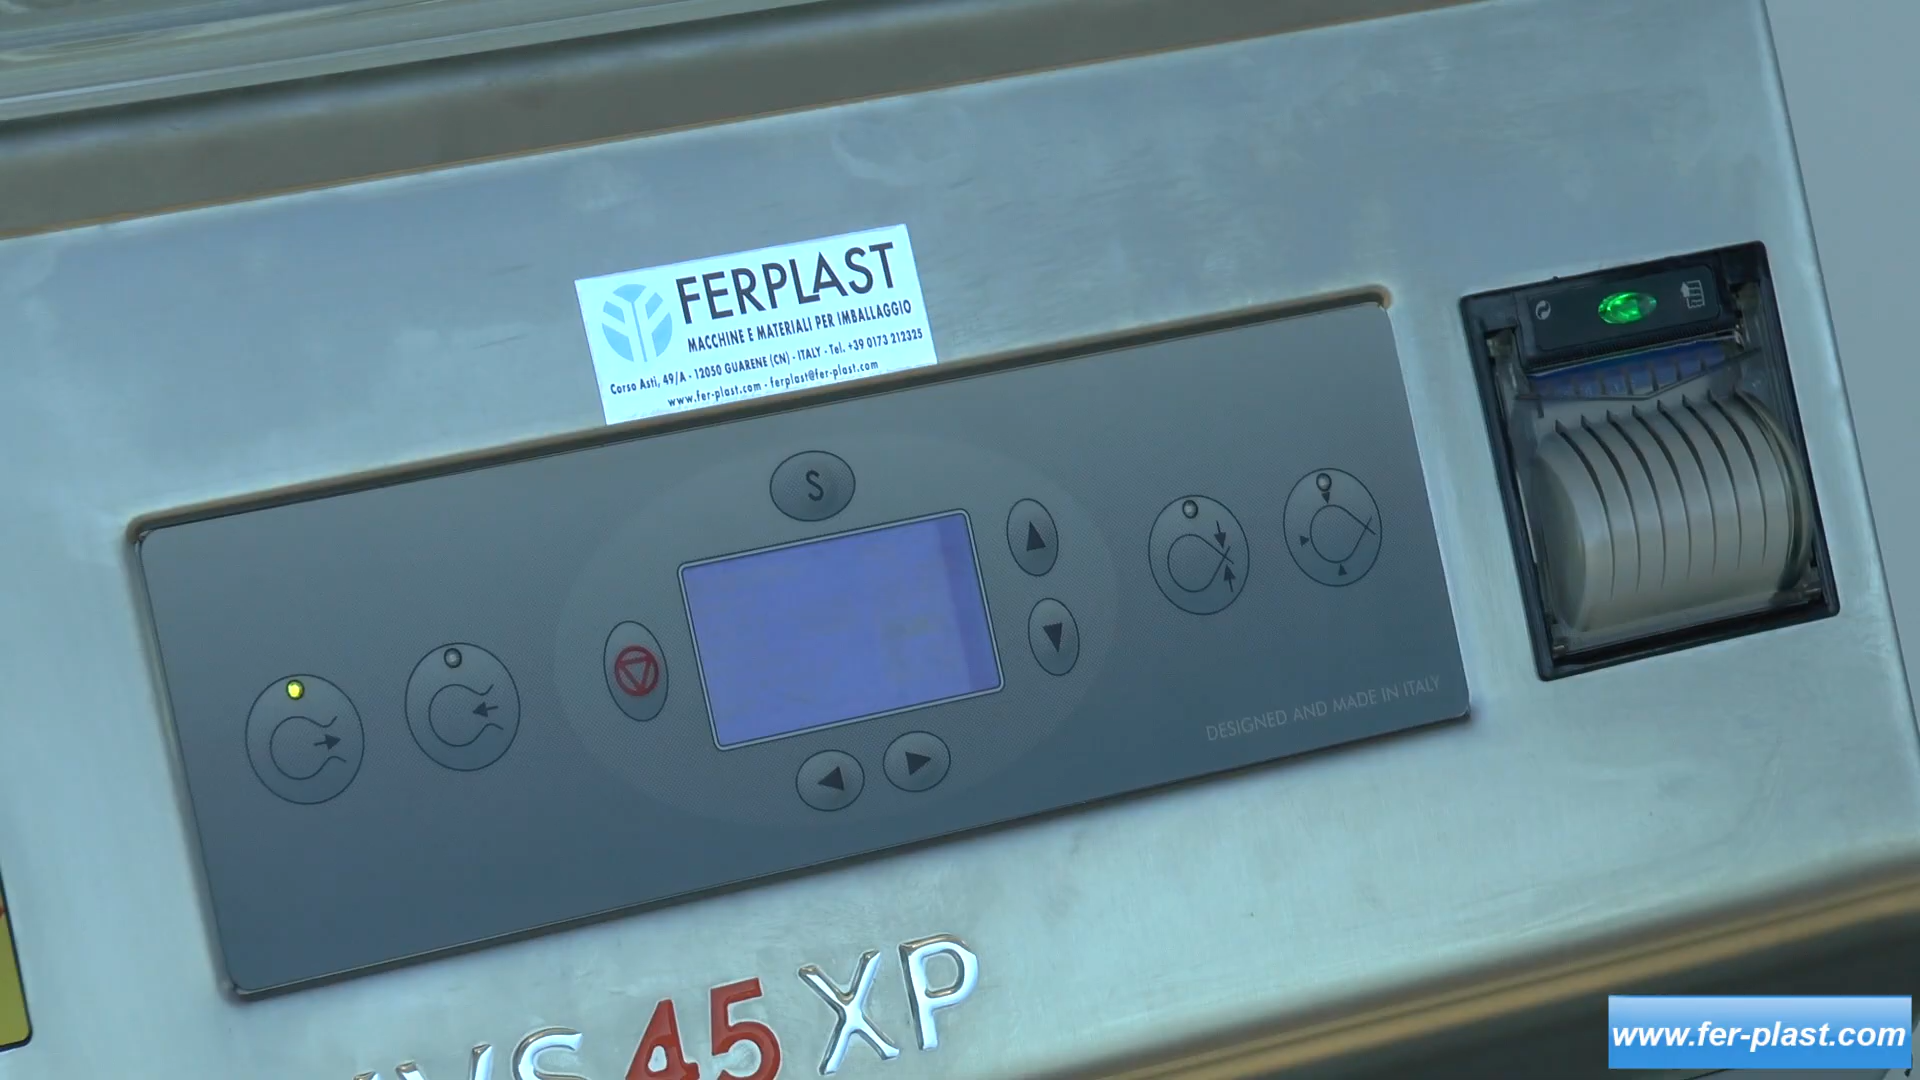 FERPLAST
MACCHINE E MATERIALI PER IMBALLAGGIO
Corso Asti, 49/A - 12050 GUARENE (CN) - ITALY - Tel. +39 0173 212325
www.fer-plast.com - ferplast@fer-plast.com
S
DESIGNED AND MADE IN ITALY
45 XP
www.fer-plast.com